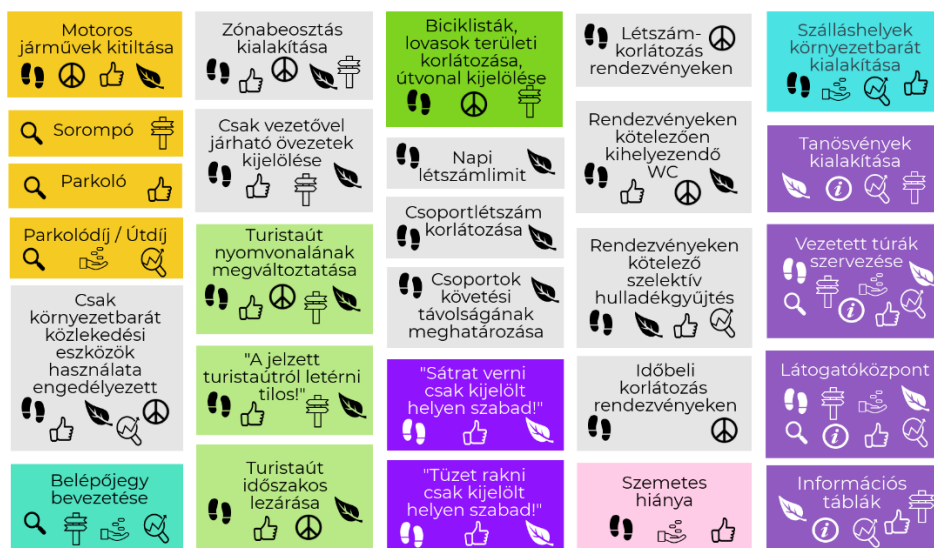 Motoros
járművek kitiltása
Sorompó
Parkoló
Parkolódíj / Útdíj
Csak
környezetbarát
közlekedési
eszközök
használata
engedélyezett
Belépőjegy
bevezetése
Zónabeosztás
kialakítása
Csak vezetővel
járható övezetek
kijelölése
Turistaút
nyomvonalának
megváltoztatása
"A jelzett
turistaútról letérni
tilos!"
Turistaút
időszakos
lezárása
Biciklisták,
lovasok területi
korlátozása,
útvonal kijelölése
Napi
létszámlimit
Csoportlétszám
korlátozása
Csoportok
követési
távolságának
meghatározása
"Sátrat verni
csak kijelölt
helyen szabad!"
"Tüzet rakni
csak kijelölt
helyen szabad!"
Létszám-
korlátozás
rendezvényeken
Rendezvényeken
kötelezően
kihelyezendő
WC
Rendezvényeken
kötelező
szelektív
hulladékgyűjtés
Időbeli
korlátozás
rendezvényeken
Szemetes
hiánya
Szálláshelyek
környezetbarát
kialakítása
Tanösvények
kialakítása
Vezetett túrák
szervezése
Látogatóközpont
Információs
táblák